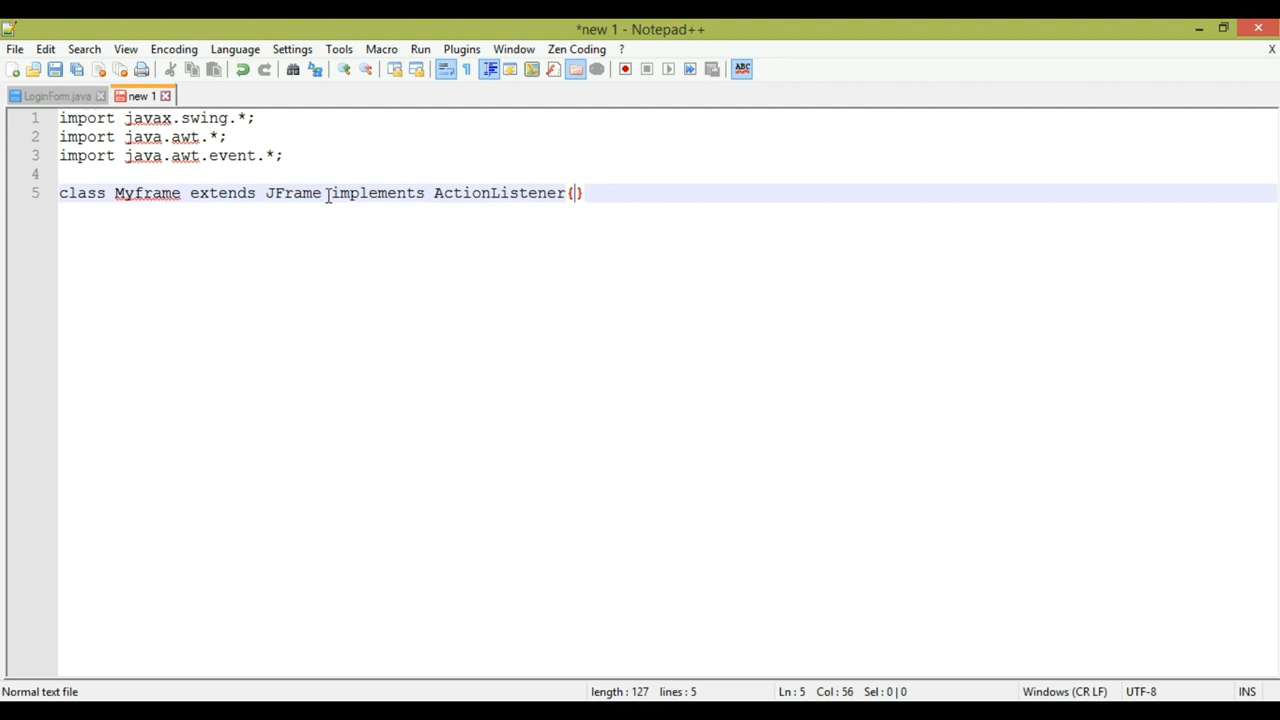 *new 1 - Notepad++
File Edit Search View Encoding Language Settings Tools Macro Run Plugins Window Zen Coding ? X
ABC
LoginForm.java new 1
1 import javax.swing.*;
2 import java.awt.*;
3 import java.awt.event.*;
4
5 class Myframe extends JFrame implements ActionListener{}
Normal text file length : 127 lines : 5 Ln : 5 Col : 56 Sel : 0 | 0 Windows (CR LF) UTF-8 INS